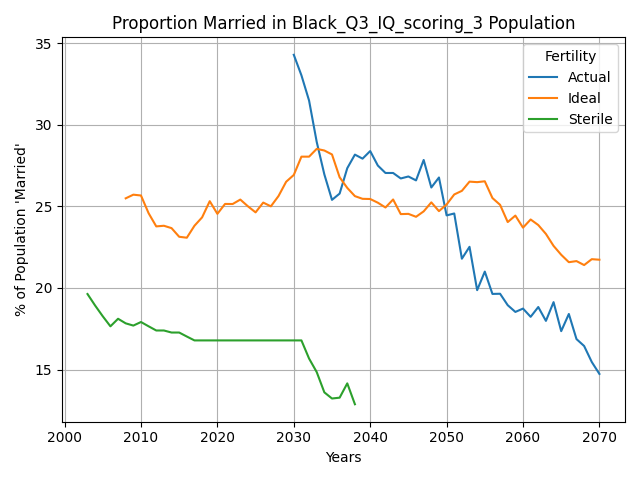 Proportion Married in Black_Q3_IQ_scoring_3 Population
% of Population 'Married'
35
30
25
20
15
Fertility
Actual
Ideal
Sterile
2000 2010 2020 2030 2040 2050 2060 2070
Years